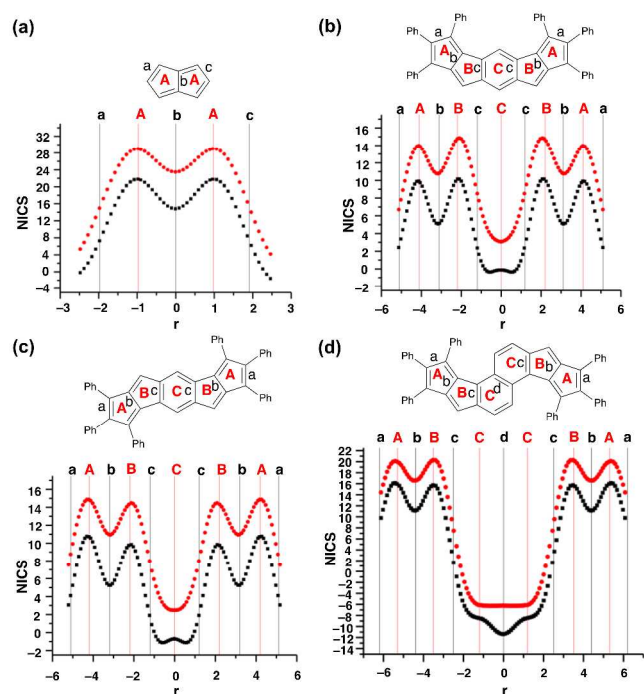 (a)
a
c
A
b
A
a A b A c
32
28
24
20
16
12
8
4
0
−4
NICS
−3 −2 −1 0 1 2 3
r
(b)
Ph Ph Ph Ph
a a
Ph A A Ph
b b
Ph Bc Cc B Ph
a A b B c C c B b A a
16
14
12
10
8
6
4
2
0
−2
NICS
−6 −4 −2 0 2 4 6
r
(c)
Ph
Ph
Ph A a
Ph B c C c B b Ph
a A b Ph
Ph
Ph
a A b B c C c B b A a
16
14
12
10
8
6
4
2
0
−2
NICS
−6 −4 −2 0 2 4 6
r
(d)
Ph
a Ph
Ph A b
Ph Bc C d
Cc B b
A a
Ph
Ph
Ph
Ph
a A b B c C d C c B b A a
22
20
18
16
14
12
10
8
6
4
2
0
−2
−4
−6
−8
−10
−12
−14
NICS
−6 −4 −2 0 2 4 6
r